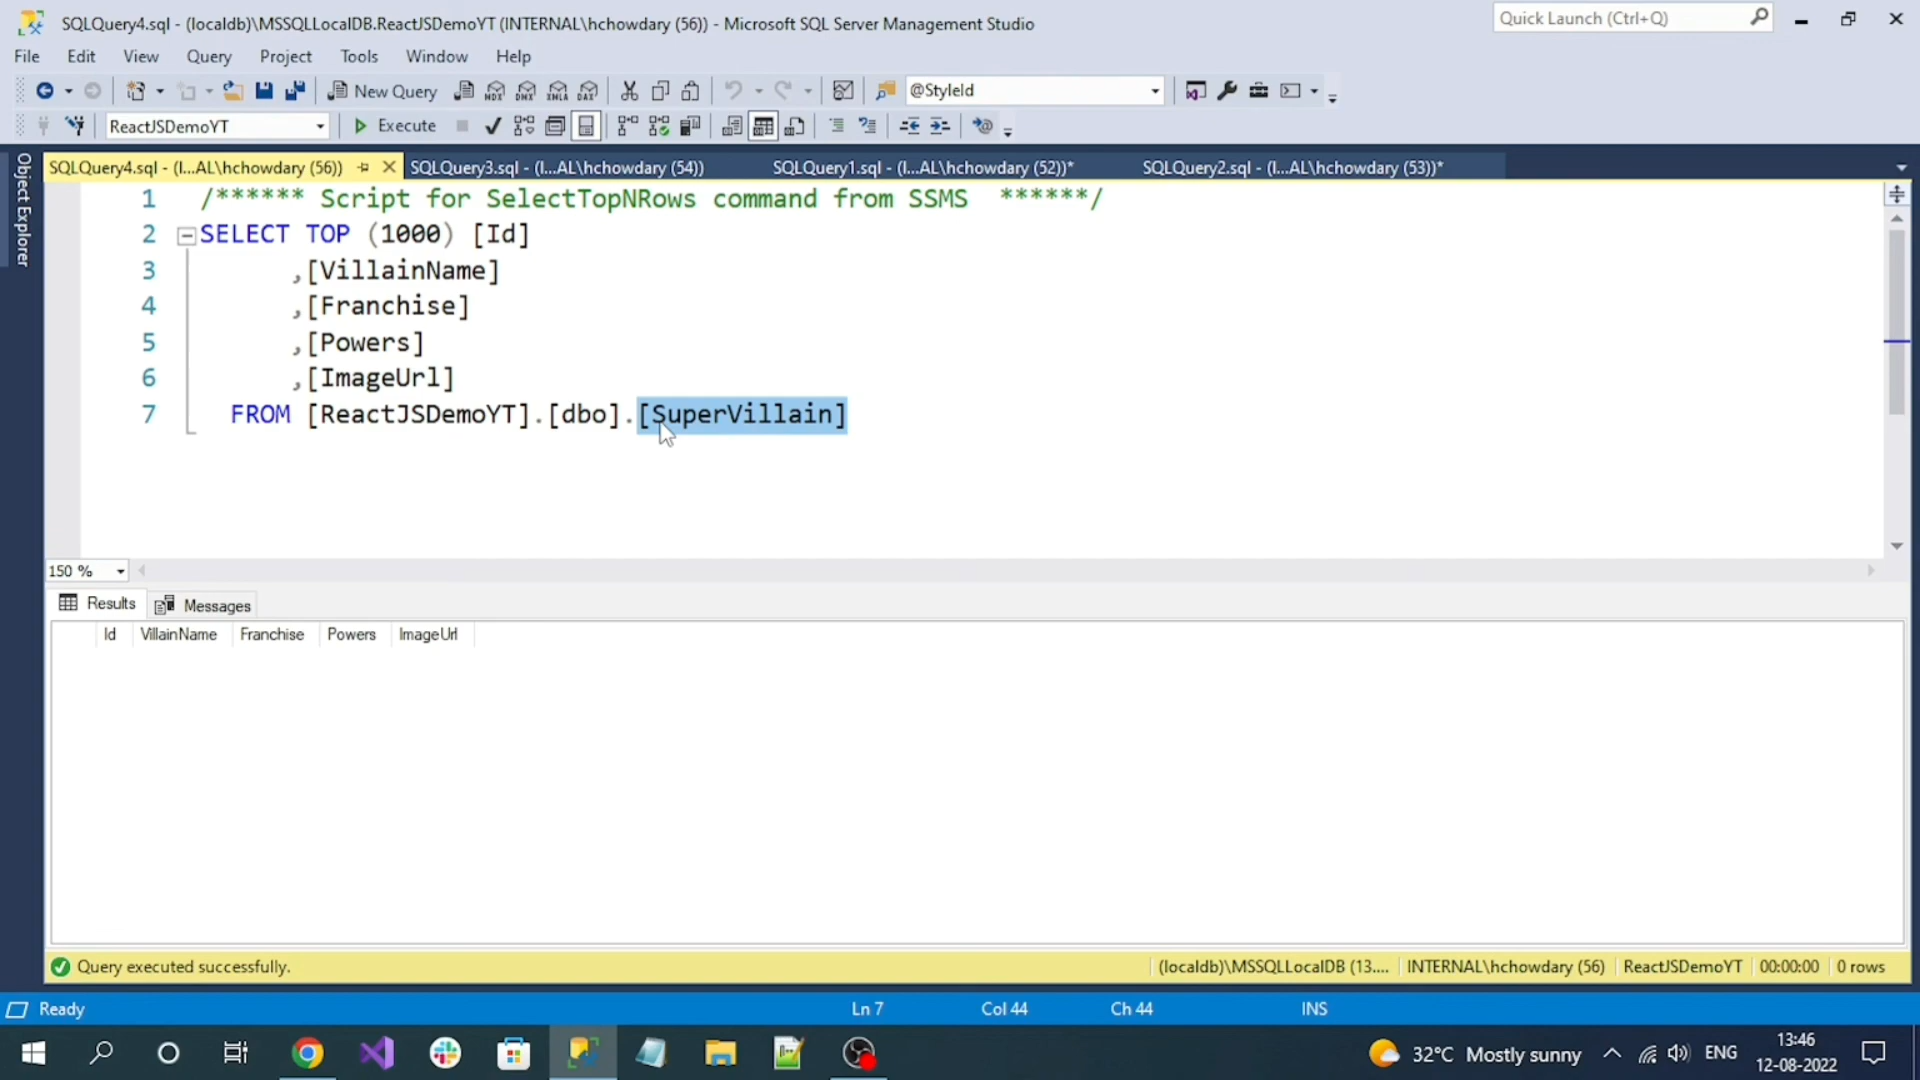 SQLQuery4.sql - (localdb)\MSSQLLocalDB.ReactJSDemoYT (INTERNAL\hchowdary (56)) - Microsoft SQL Server Management Studio
Quick Launch (Ctrl+Q)
File Edit View Query Project Tools Window Help
New Query MDX DMX XMLA DAX @StyleId
ReactJSDemoYT Execute
Object Explorer
SQLQuery4.sql - (I...AL\hchowdary (56)) SQLQuery3.sql - (I...AL\hchowdary (54)) SQLQuery1.sql - (I...AL\hchowdary (52))* SQLQuery2.sql - (I...AL\hchowdary (53))*
1 /****** Script for SelectTopNRows command from SSMS ******/
2 SELECT TOP (1000) [Id]
3 ,[VillainName]
4 ,[Franchise]
5 ,[Powers]
6 ,[ImageUrl]
7 FROM [ReactJSDemoYT].[dbo].[SuperVillain]
150 %
Results Messages
Id VillainName Franchise Powers ImageUrl
Query executed successfully. (localdb)\MSSQLLocalDB (13.... INTERNAL\hchowdary (56) ReactJSDemoYT 00:00:00 0 rows
Ready Ln 7 Col 44 Ch 44 INS
32°C Mostly sunny ENG 13:46
12-08-2022